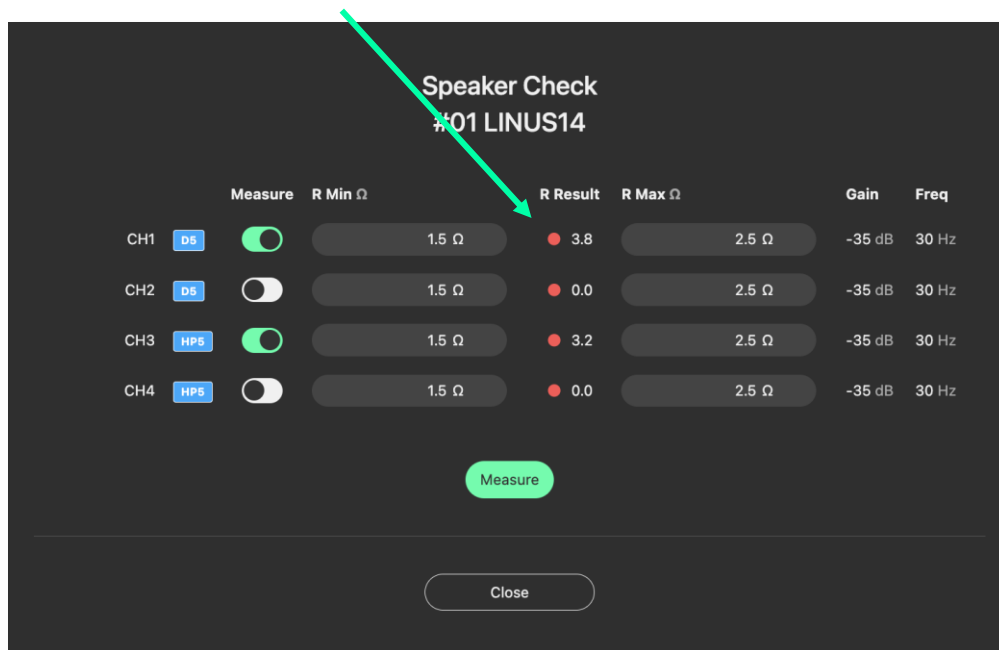 Speaker Check
#01 LINUS14
Measure R Min Ω R Result R Max Ω Gain Freq
CH1 D5 1.5 Ω 3.8 2.5 Ω -35 dB 30 Hz
CH2 D5 1.5 Ω 0.0 2.5 Ω -35 dB 30 Hz
CH3 HP5 1.5 Ω 3.2 2.5 Ω -35 dB 30 Hz
CH4 HP5 1.5 Ω 0.0 2.5 Ω -35 dB 30 Hz
Measure
Close